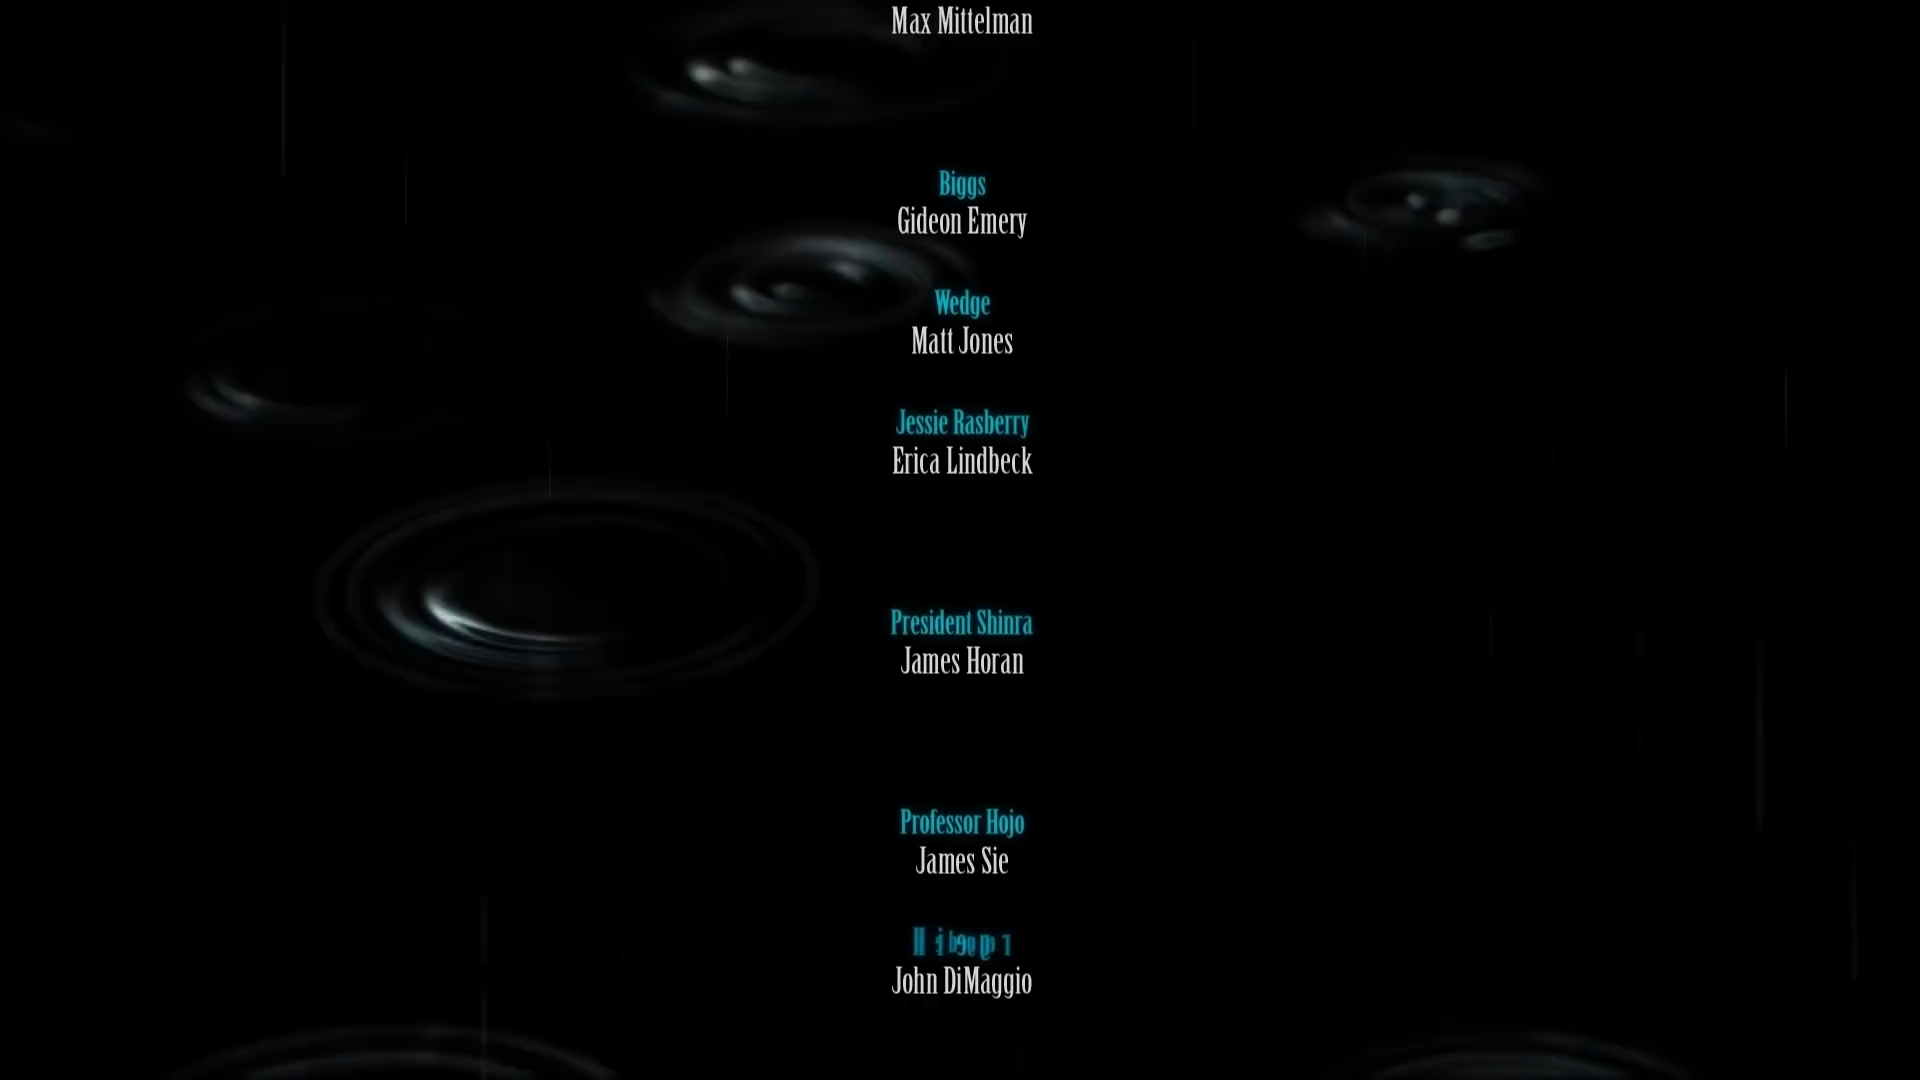 Max Mittelman
Biggs
Gideon Emery
Wedge
Matt Jones
Jessie Rasberry
Erica Lindbeck
President Shinra
James Horan
Professor Hojo
James Sie
John DiMaggio